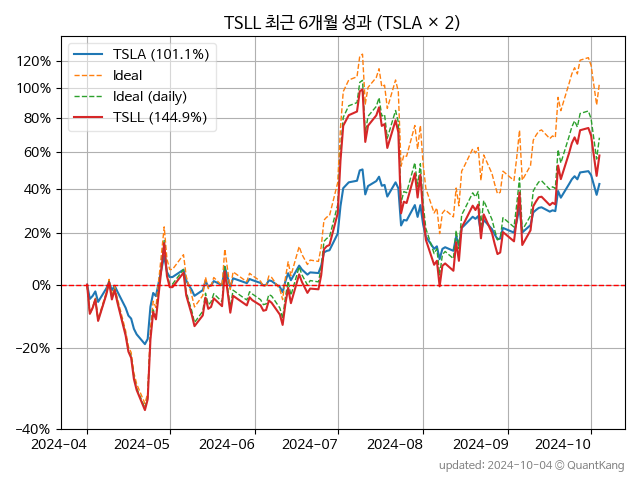 TSLL 최근 6개월 성과 (TSLA × 2)
TSLA (101.1%)
Ideal
Ideal (daily)
TSLL (144.9%)
120%
100%
80%
60%
40%
20%
0%
−20%
−40%
2024-04 2024-05 2024-06 2024-07 2024-08 2024-09 2024-10
updated: 2024-10-04 © QuantKang